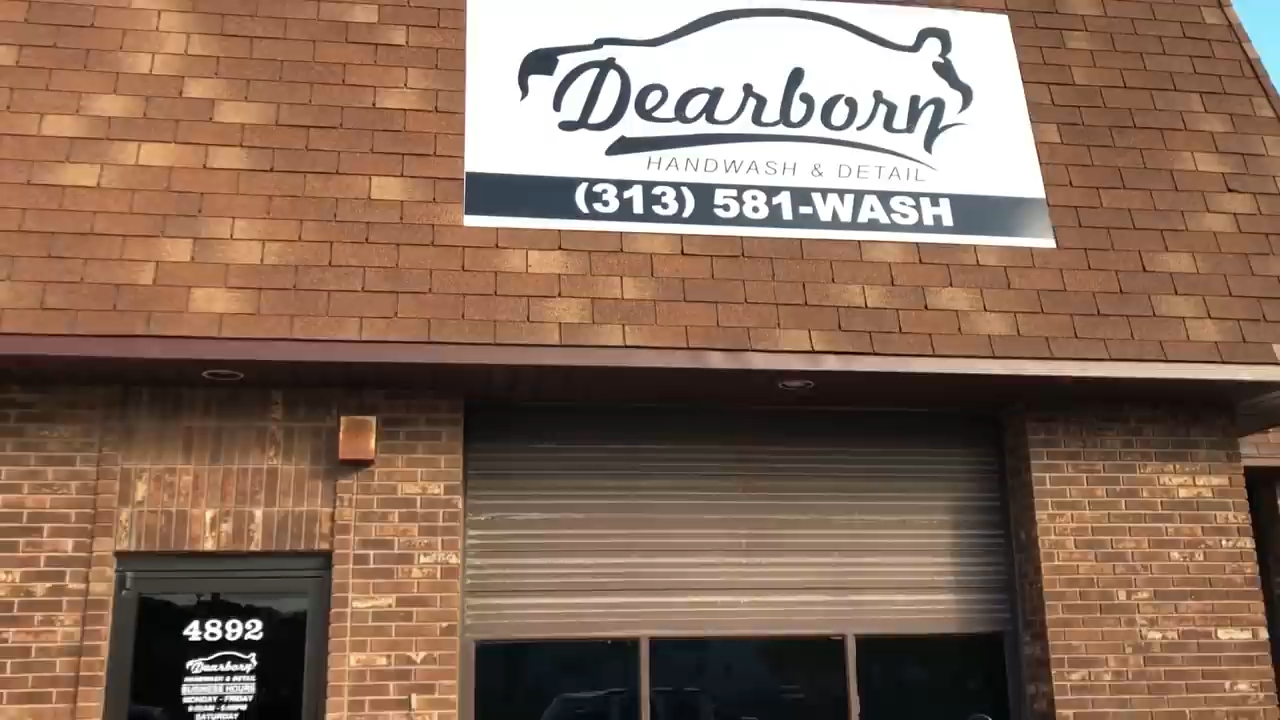 Dearborn
HANDWASH & DETAIL
(313) 581-WASH
4892
Dearborn
HANDWASH & DETAIL
BUSINESS HOURS
MONDAY - FRIDAY
SATURDAY